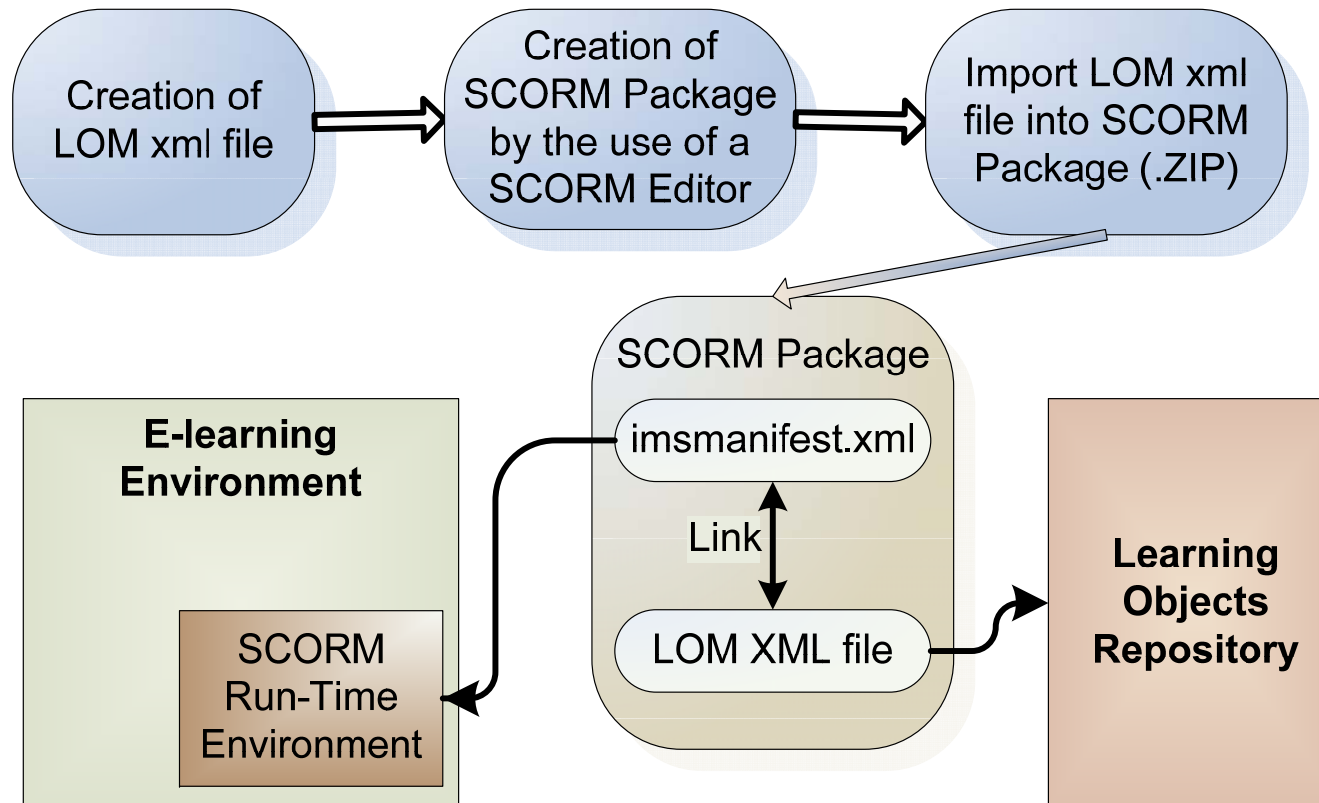 Creation of
LOM xml file
Creation of
SCORM Package
by the use of a
SCORM Editor
Import LOM xml
file into SCORM
Package (.ZIP)
SCORM Package
imsmanifest.xml
Link
LOM XML file
E-learning
Environment
SCORM
Run-Time
Environment
Learning
Objects
Repository